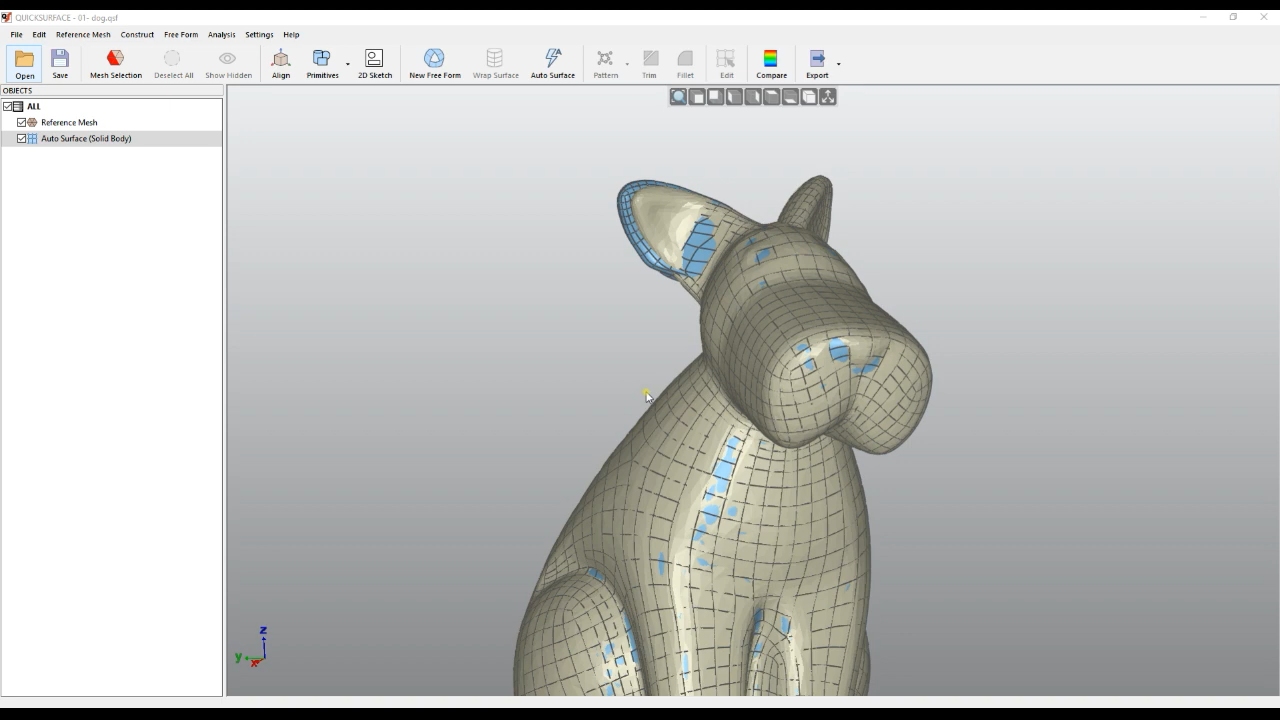 QUICKSURFACE - 01- dog.qsf
File Edit Reference Mesh Construct Free Form Analysis Settings Help
Open Save Mesh Selection Deselect All Show Hidden Align Primitives 2D Sketch New Free Form Wrap Surface Auto Surface Pattern Trim Fillet Edit Compare Export
OBJECTS
ALL
Reference Mesh
Auto Surface (Solid Body)
z
y
x